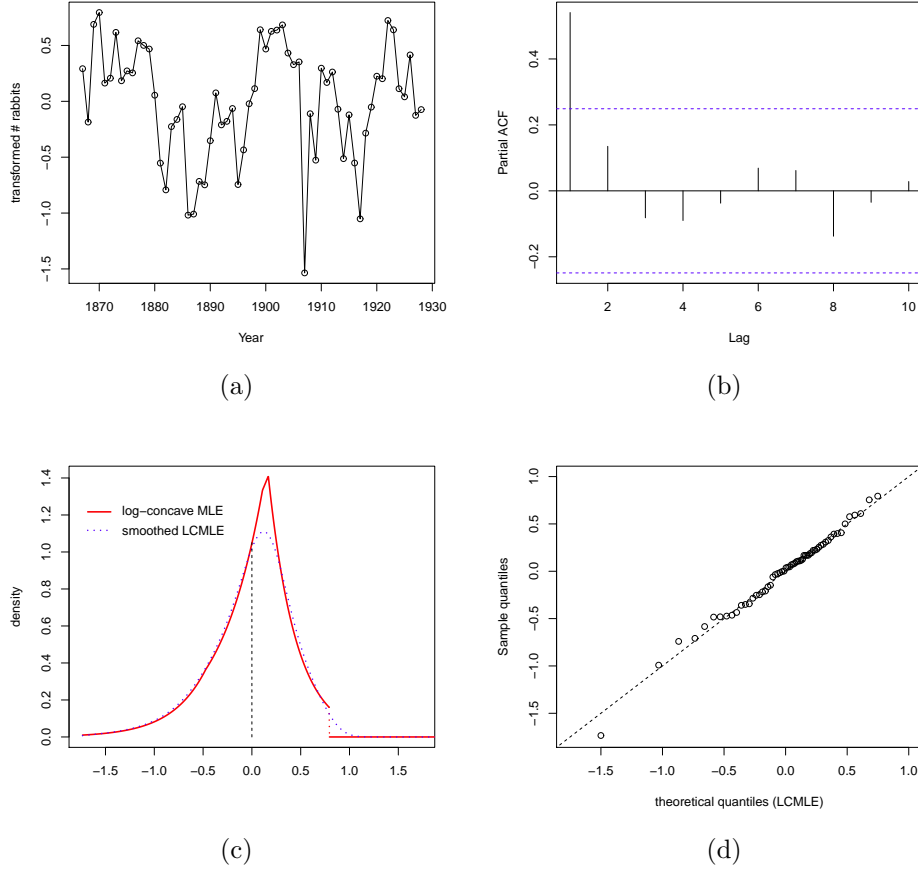 transformed # rabbits
0.5
0.0
−0.5
−1.0
−1.5
1870 1880 1890 1900 1910 1920 1930
Year
(a)
Partial ACF
0.4
0.2
0.0
−0.2
2 4 6 8 10
Lag
(b)
density
1.4
1.2
1.0
0.8
0.6
0.4
0.2
0.0
log−concave MLE
smoothed LCMLE
−1.5 −1.0 −0.5 0.0 0.5 1.0 1.5
(c)
Sample quantiles
1.0
0.5
0.0
−0.5
−1.0
−1.5
−1.5 −1.0 −0.5 0.0 0.5 1.0
theoretical quantiles (LCMLE)
(d)